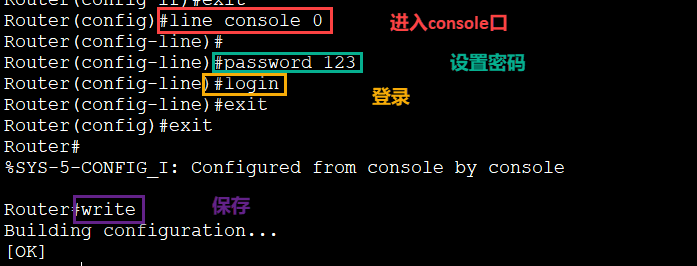 Router(config-if)#exit
Router(config)#line console 0 进入console口
Router(config-line)#
Router(config-line)#password 123 设置密码
Router(config-line)#login 登录
Router(config-line)#exit
Router(config)#exit
Router#
%SYS-5-CONFIG_I: Configured from console by console
Router#write 保存
Building configuration...
[OK]